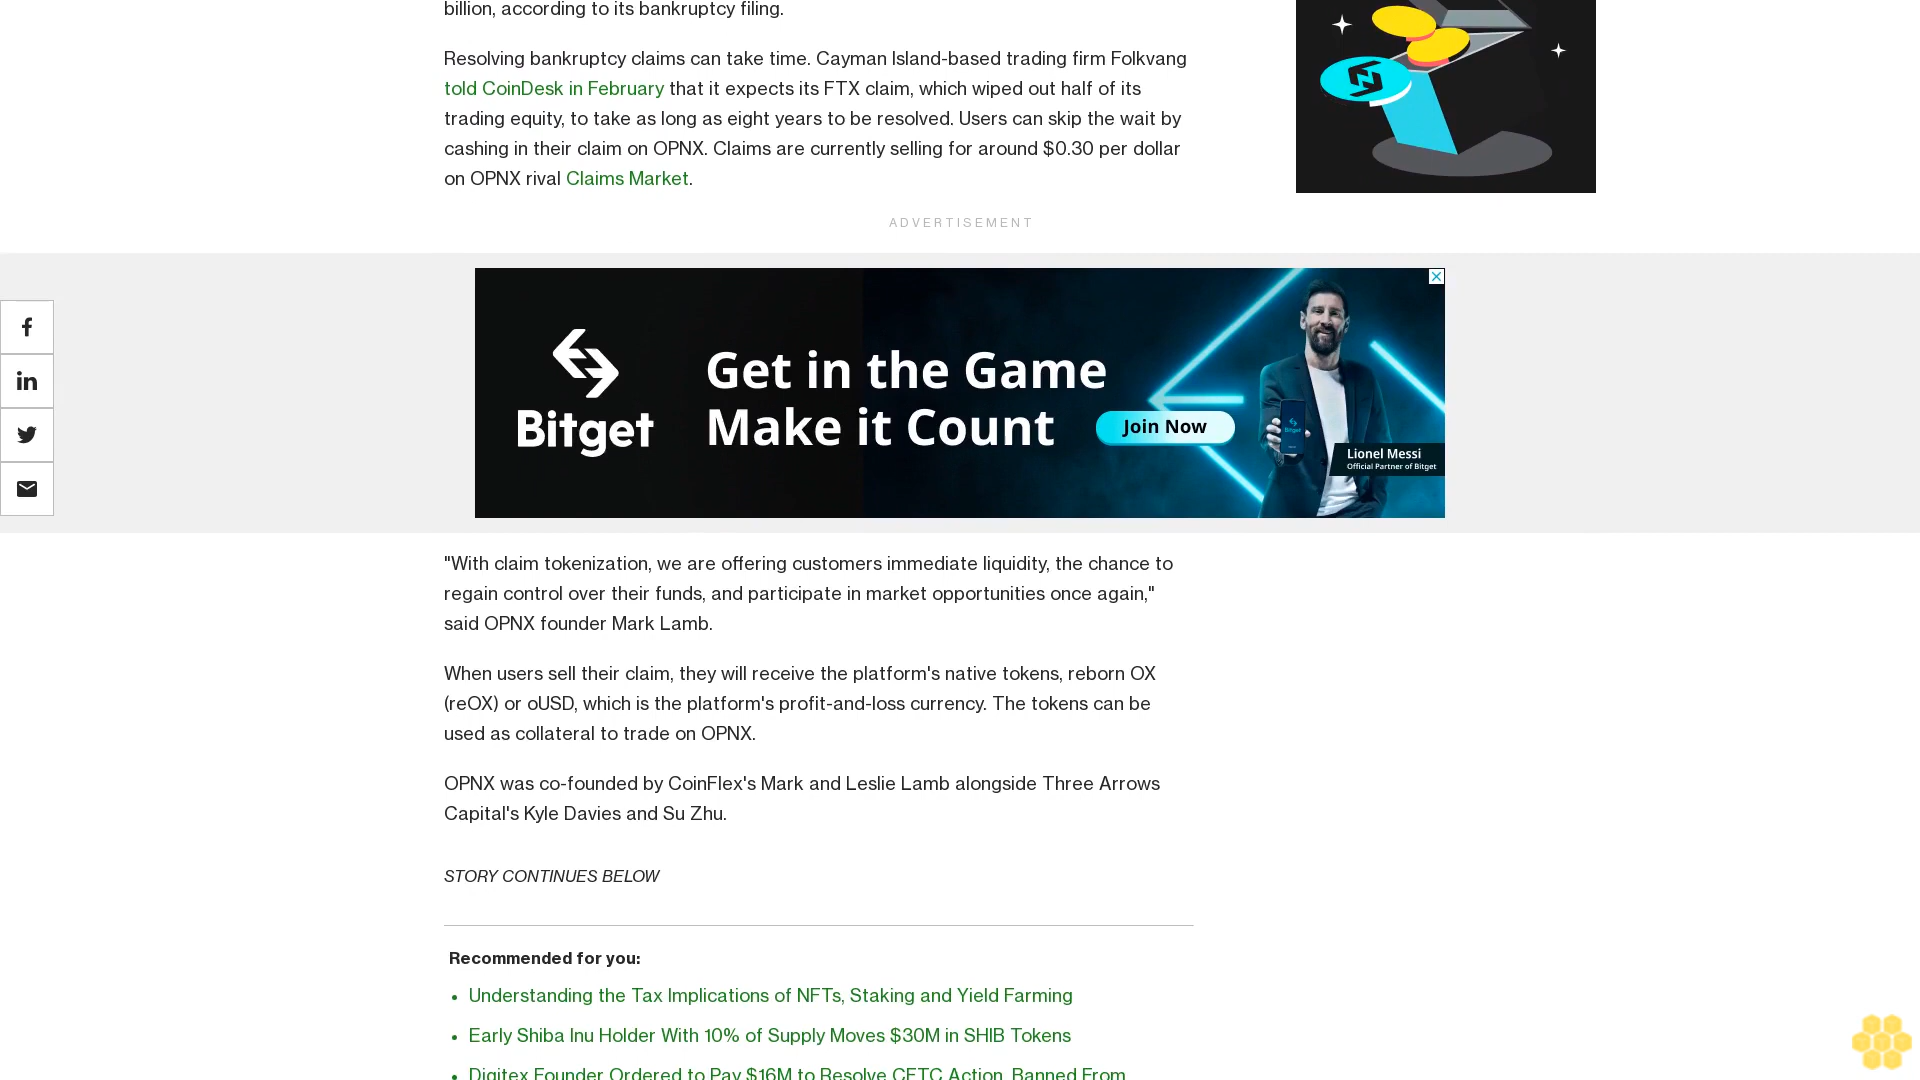 billion, according to its bankruptcy filing.
Resolving bankruptcy claims can take time. Cayman Island-based trading firm Folkvang
told CoinDesk in February that it expects its FTX claim, which wiped out half of its
trading equity, to take as long as eight years to be resolved. Users can skip the wait by
cashing in their claim on OPNX. Claims are currently selling for around $0.30 per dollar
on OPNX rival Claims Market.
ADVERTISEMENT
Bitget
Get in the Game
Make it Count
Join Now
Bitget
Lionel Messi
Official Partner of Bitget
"With claim tokenization, we are offering customers immediate liquidity, the chance to
regain control over their funds, and participate in market opportunities once again,"
said OPNX founder Mark Lamb.
When users sell their claim, they will receive the platform's native tokens, reborn OX
(reOX) or oUSD, which is the platform's profit-and-loss currency. The tokens can be
used as collateral to trade on OPNX.
OPNX was co-founded by CoinFlex's Mark and Leslie Lamb alongside Three Arrows
Capital's Kyle Davies and Su Zhu.
STORY CONTINUES BELOW
Recommended for you:
• Understanding the Tax Implications of NFTs, Staking and Yield Farming
• Early Shiba Inu Holder With 10% of Supply Moves $30M in SHIB Tokens
• Digitex Founder Ordered to Pay $16M to Resolve CFTC Action, Banned From